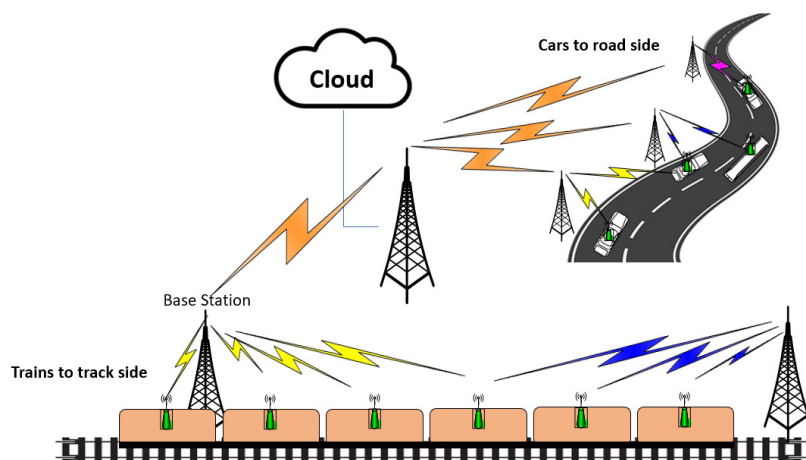 Cars to road side
Cloud
Base Station
Trains to track side